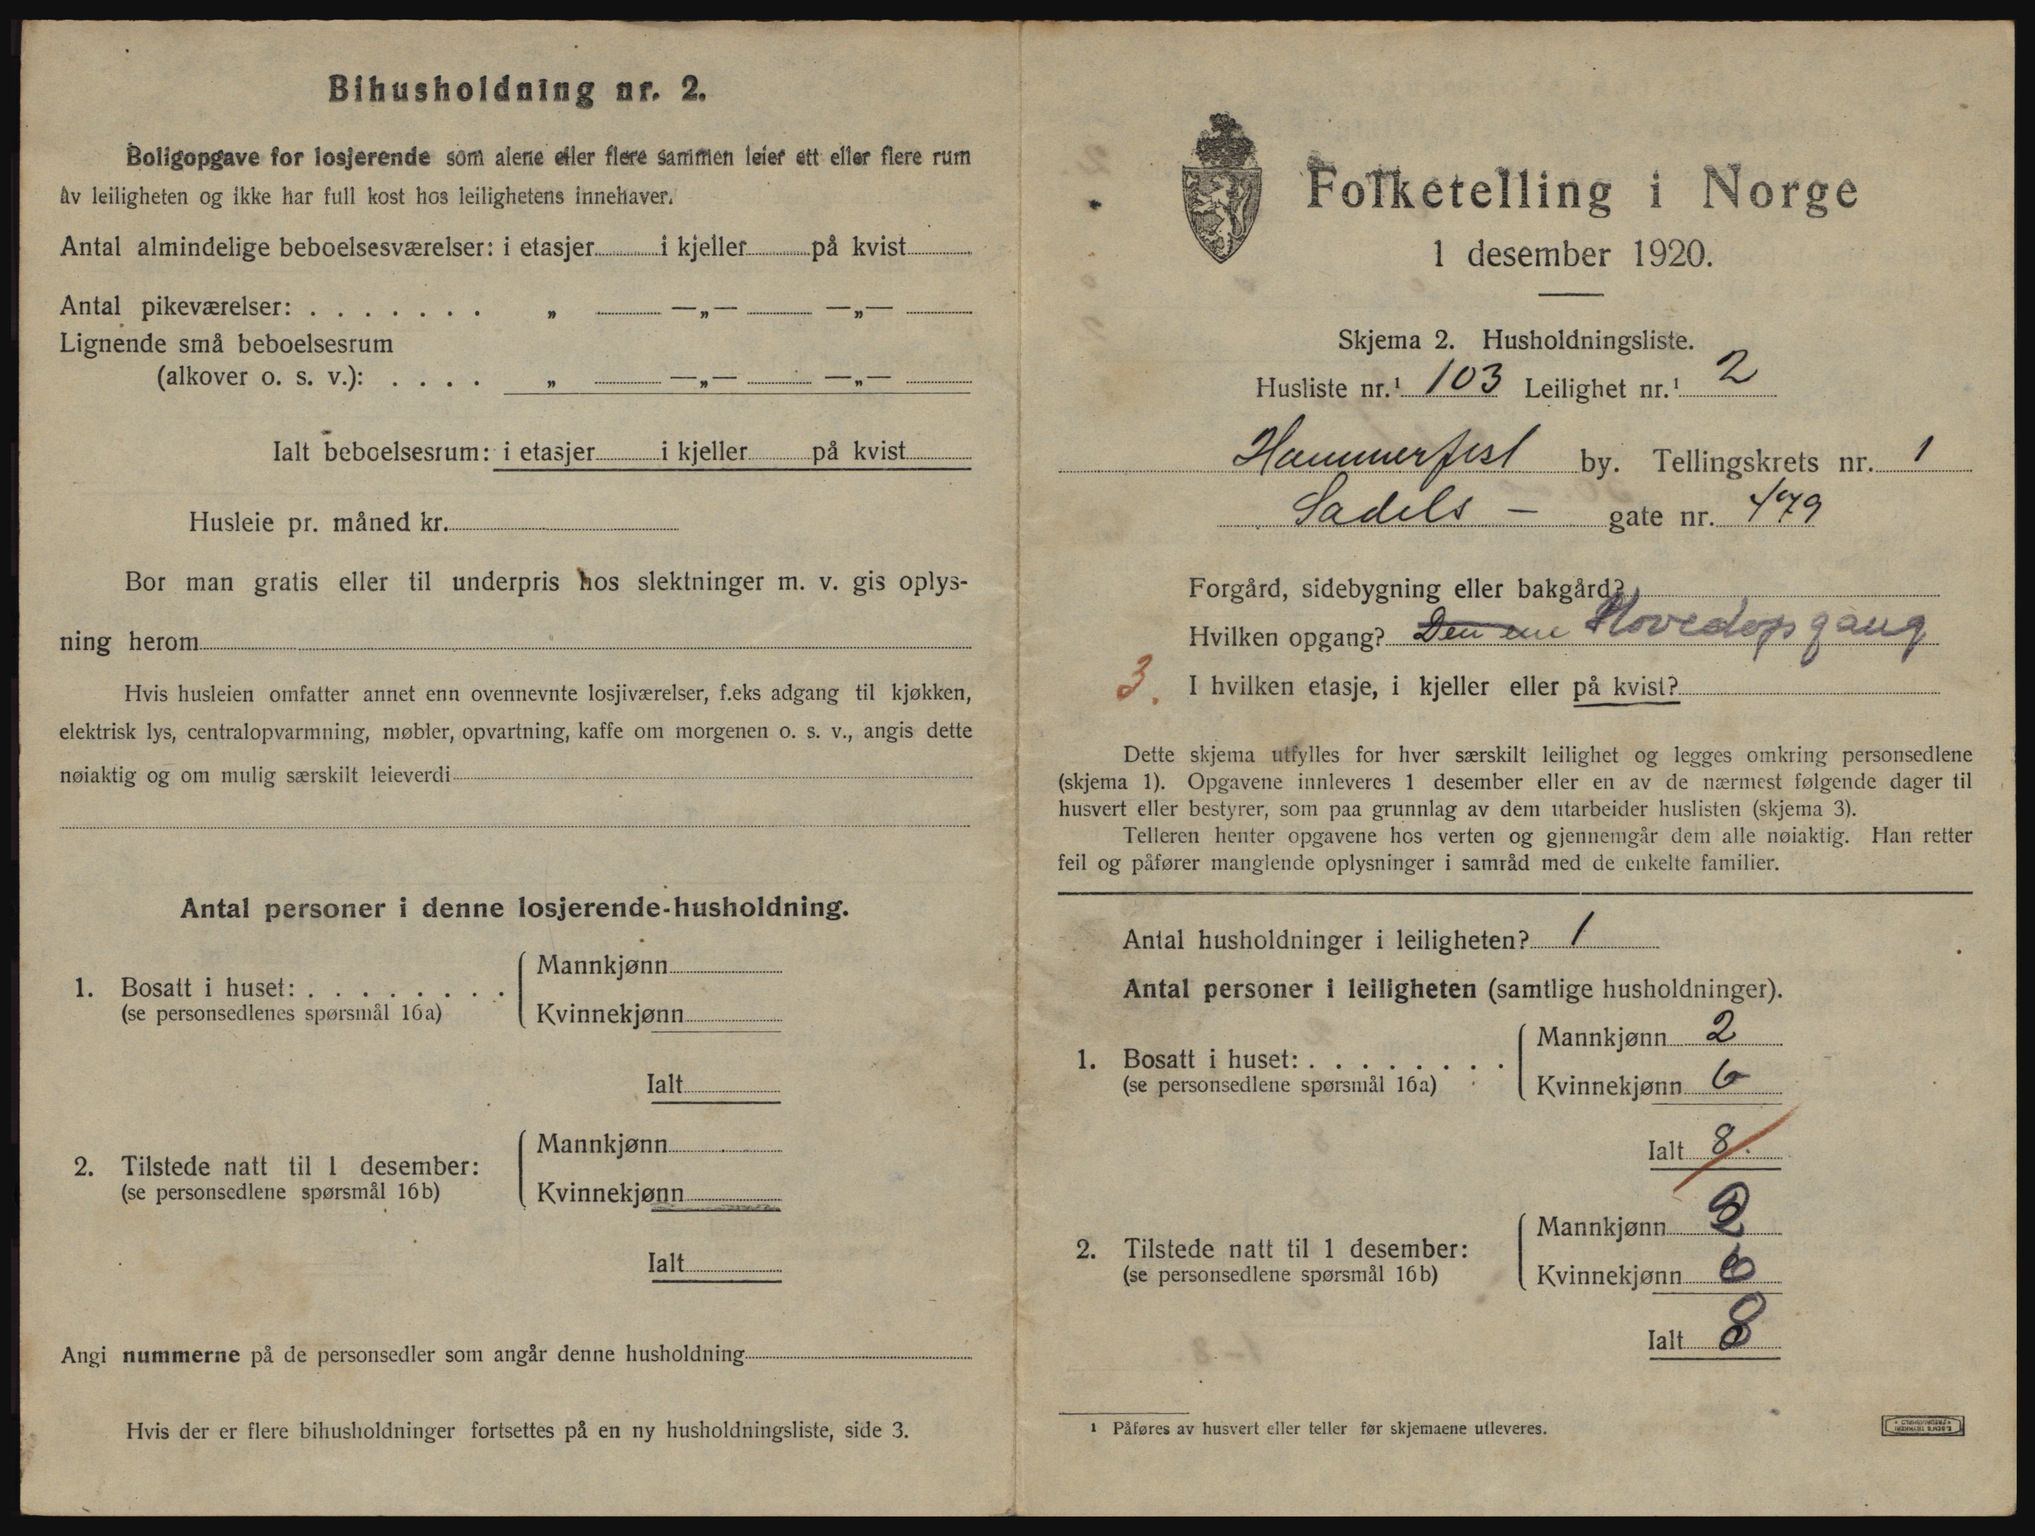 Bihusholdning nr. 2.
Boligopgave for losjerende som alene eller flere sammen leier ett eller flere rum
av leiligheten og ikke har full kost hos leilighetens innehaver.
Antal almindelige beboelsesværelser: i etasjer i kjeller på kvist
Antal pikeværelser: . . . . . . . „ —„— —„—
Lignende små beboelsesrum
(alkover o. s. v.): . . . . „ —„— —„—
Ialt beboelsesrum: i etasjer i kjeller på kvist
Husleie pr. måned kr.
Bor man gratis eller til underpris hos slektninger m. v. gis oplys-
ning herom
Hvis husleien omfatter annet enn ovennevnte losjiværelser, f.eks adgang til kjøkken,
elektrisk lys, centralopvarmning, møbler, opvartning, kaffe om morgenen o. s. v., angis dette
nøiaktig og om mulig særskilt leieverdi
Antal personer i denne losjerende-husholdning.
Mannkjønn
1. Bosatt i huset: . . . . . . . .
(se personsedlenes spørsmål 16a)
Kvinnekjønn
Ialt
Mannkjønn
2. Tilstede natt til 1 desember:
(se personsedlene spørsmål 16b)
Kvinnekjønn
Ialt
Angi nummerne på de personsedler som angår denne husholdning
Hvis der er flere bihusholdninger fortsettes på en ny husholdningsliste, side 3.
Folketelling i Norge
1 desember 1920.
Skjema 2. Husholdningsliste.
Husliste nr.¹ 103 Leilighet nr.¹ 2
Hammerfest by. Tellingskrets nr. 1
Sadels – gate nr. 479
Forgård, sidebygning eller bakgård?
Hvilken opgang? Den ene Hovedopgang
3. I hvilken etasje, i kjeller eller på kvist?
Dette skjema utfylles for hver særskilt leilighet og legges omkring personsedlene
(skjema 1). Opgavene innleveres 1 desember eller en av de nærmest følgende dager til
husvert eller bestyrer, som paa grunnlag av dem utarbeider huslisten (skjema 3).
Telleren henter opgavene hos verten og gjennemgår dem alle nøiaktig. Han retter
feil og påfører manglende oplysninger i samråd med de enkelte familier.
Antal husholdninger i leiligheten? 1
Antal personer i leiligheten (samtlige husholdninger).
Mannkjønn 2
1. Bosatt i huset: . . . . . . . .
(se personsedlene spørsmål 16a)
Kvinnekjønn 6
Ialt 8.
Mannkjønn 2
2. Tilstede natt til 1 desember:
(se personsedlene spørsmål 16b)
Kvinnekjønn 6
Ialt 8
¹ Påføres av husvert eller teller før skjemaene utleveres.